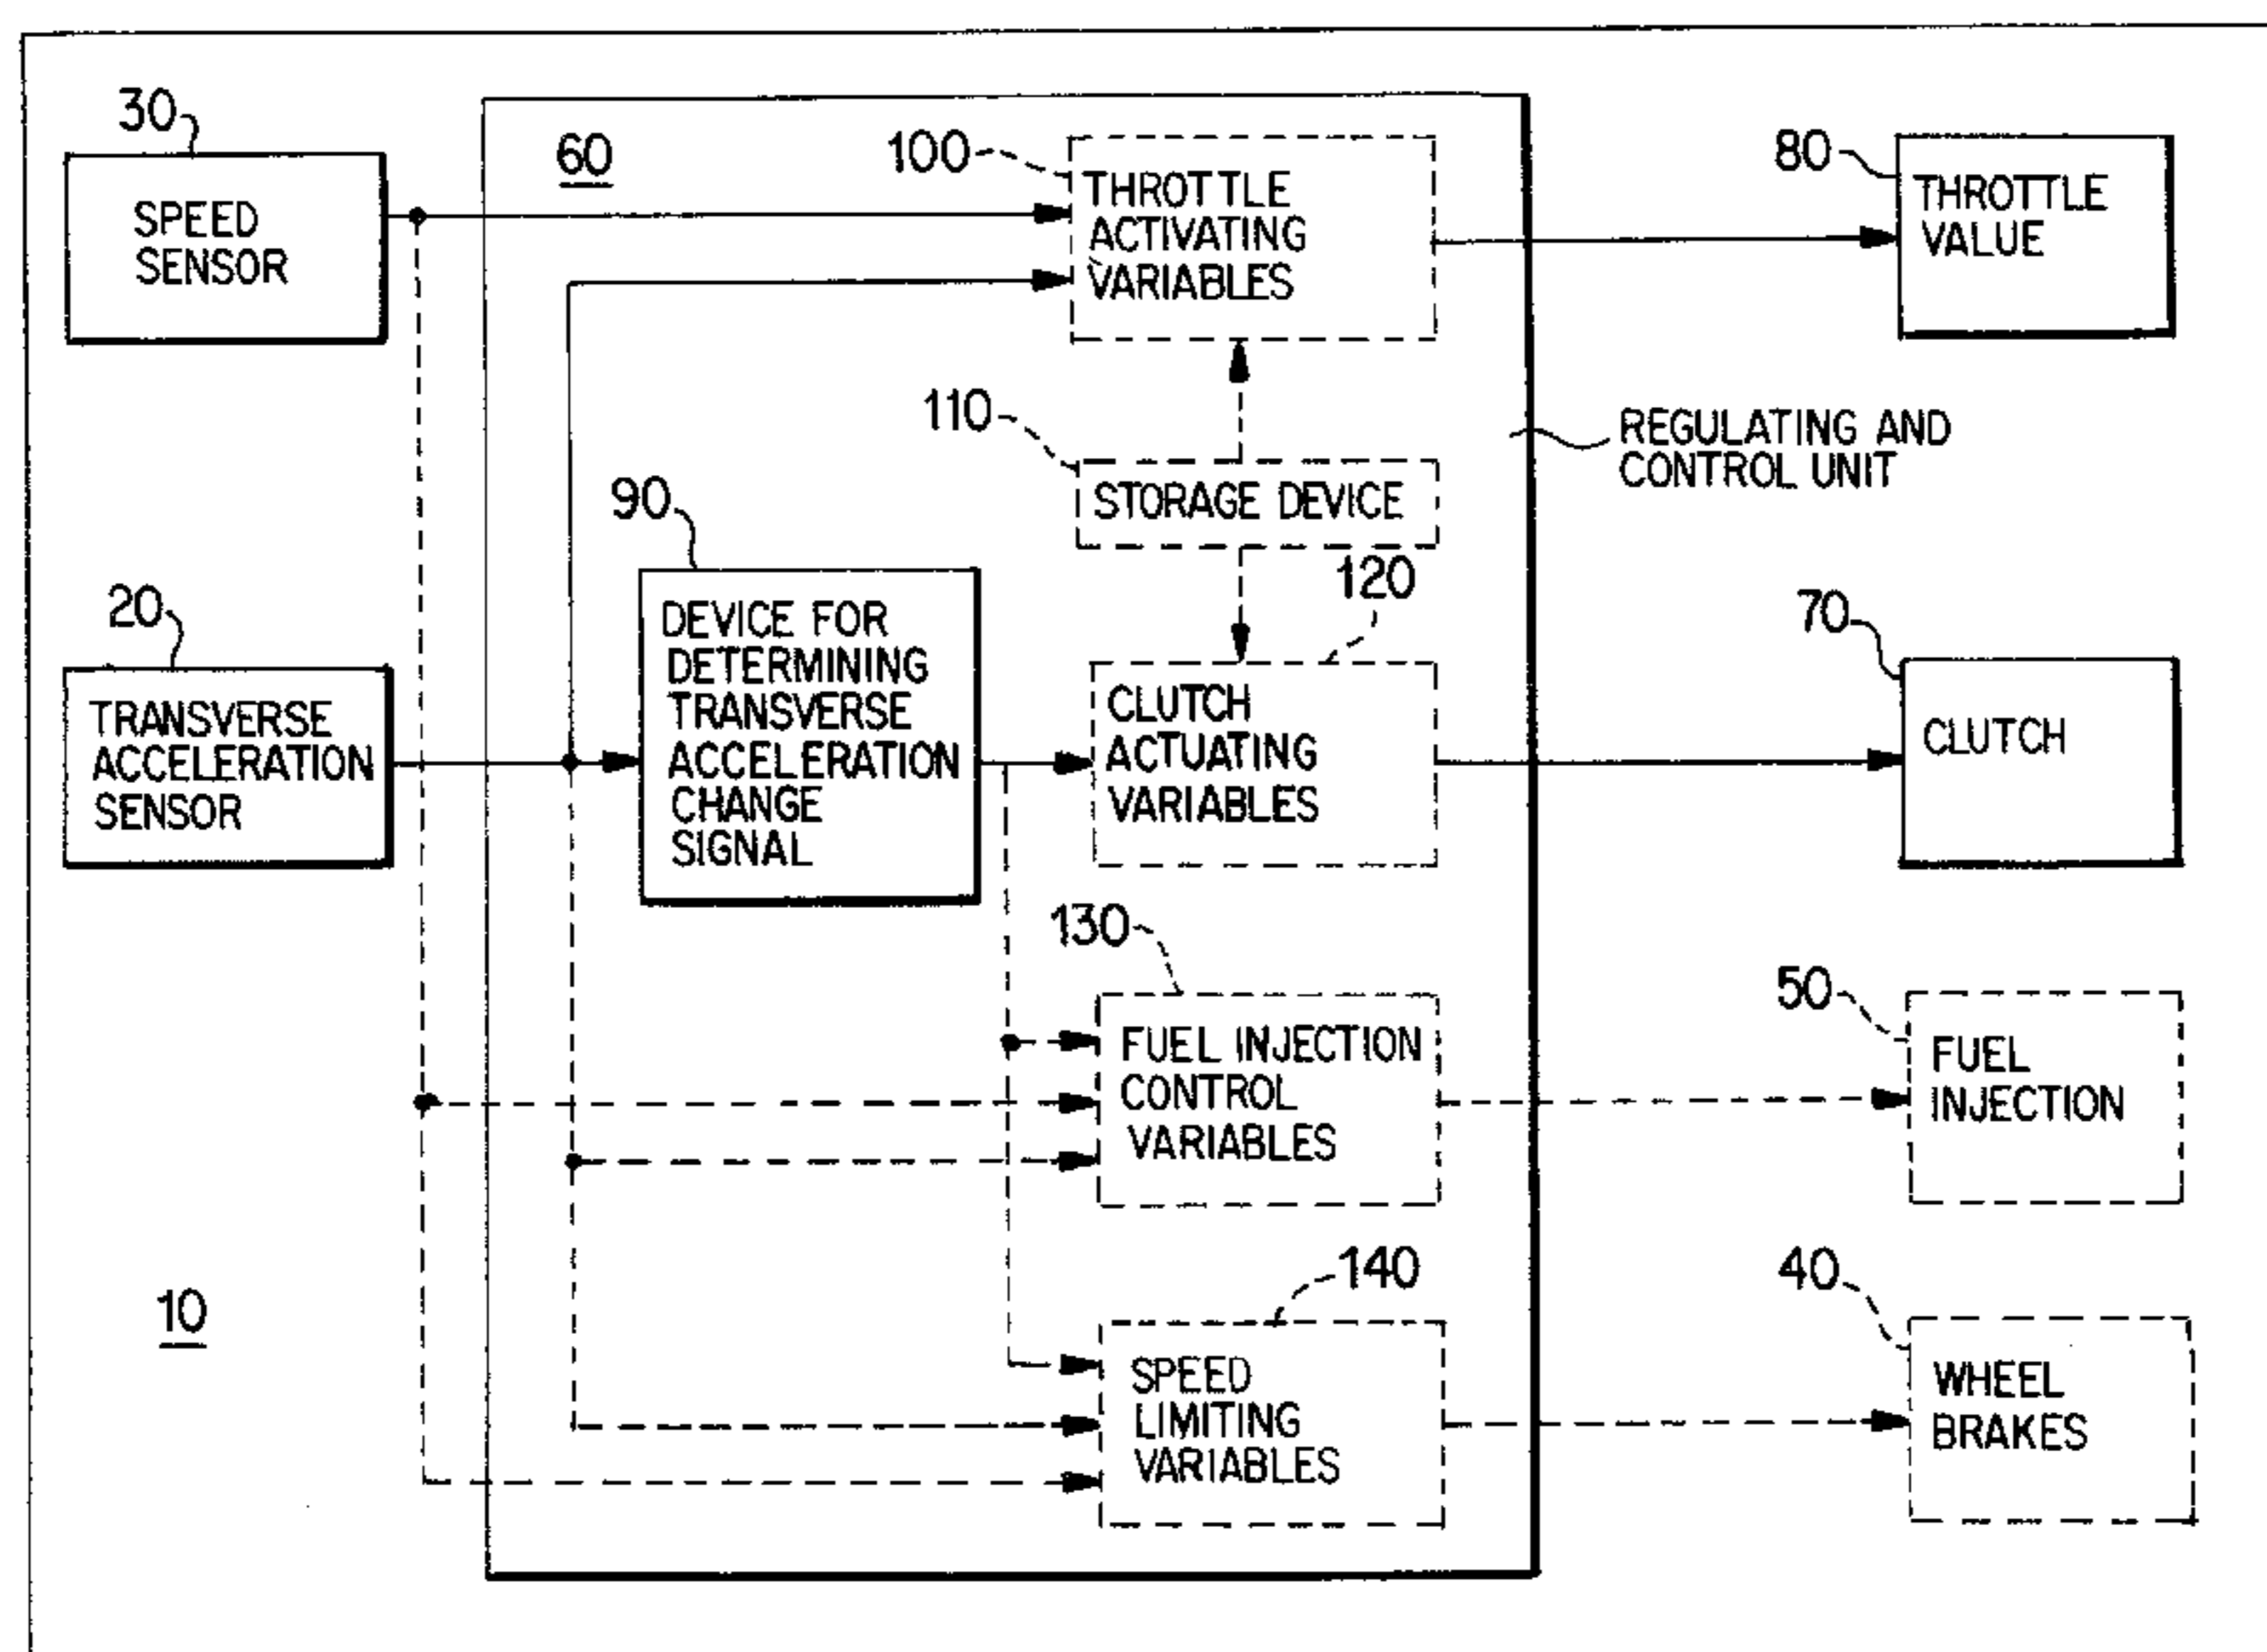 30
SPEED
SENSOR
60
100
THROTTLE
ACTIVATING
VARIABLES
80
THROTTLE
VALUE
110
STORAGE DEVICE
REGULATING AND
CONTROL UNIT
20
TRANSVERSE
ACCELERATION
SENSOR
90
DEVICE FOR
DETERMINING
TRANSVERSE
ACCELERATION
CHANGE
SIGNAL
120
CLUTCH
ACTUATING
VARIABLES
70
CLUTCH
130
FUEL INJECTION
CONTROL
VARIABLES
50
FUEL
INJECTION
10
140
SPEED
LIMITING
VARIABLES
40
WHEEL
BRAKES